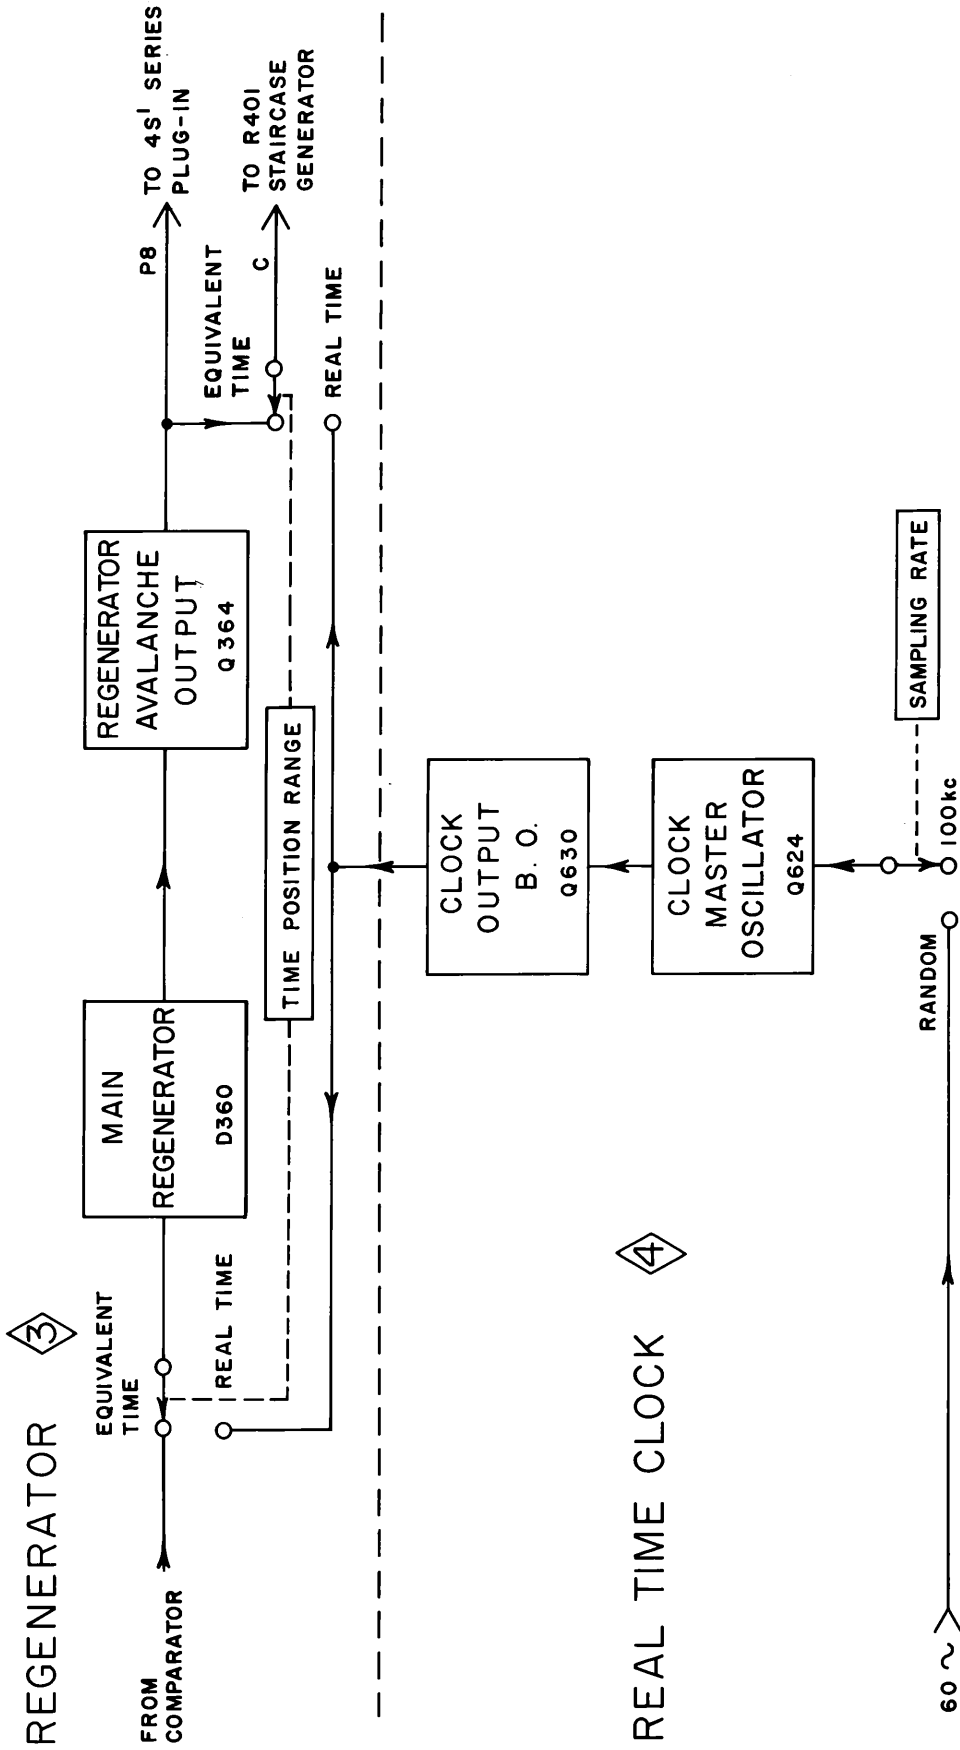 REGENERATOR
3
FROM
COMPARATOR
EQUIVALENT
TIME
REAL TIME
MAIN
REGENERATOR
D360
REGENERATOR
AVALANCHE
OUTPUT
Q364
TIME POSITION RANGE
P8
TO 4S' SERIES
PLUG-IN
EQUIVALENT
TIME
C
TO R401
STAIRCASE
GENERATOR
REAL TIME
REAL TIME CLOCK
4
CLOCK
OUTPUT
B. O.
Q630
CLOCK
MASTER
OSCILLATOR
Q624
60 ~
RANDOM
100kc
SAMPLING RATE